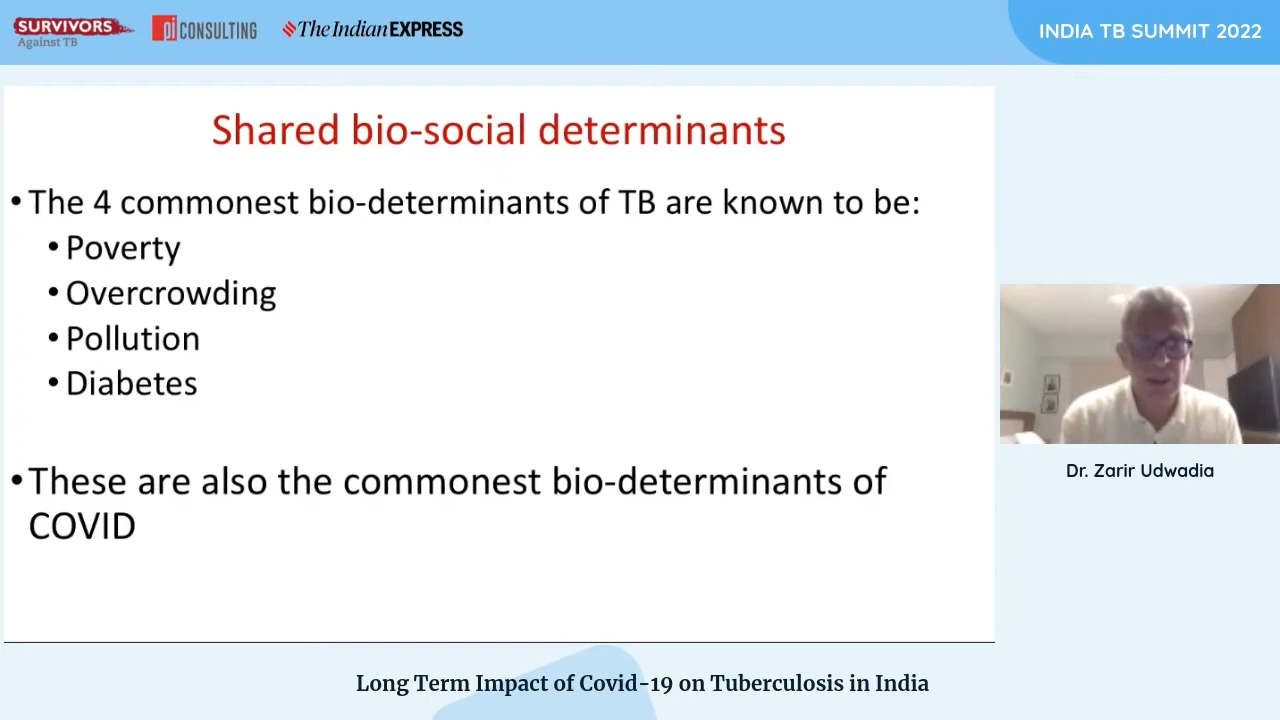 SURVIVORS
Against TB
pi CONSULTING
The Indian EXPRESS
INDIA TB SUMMIT 2022
Shared bio-social determinants
• The 4 commonest bio-determinants of TB are known to be:
• Poverty
• Overcrowding
• Pollution
• Diabetes
• These are also the commonest bio-determinants of
COVID
Dr. Zarir Udwadia
Long Term Impact of Covid-19 on Tuberculosis in India